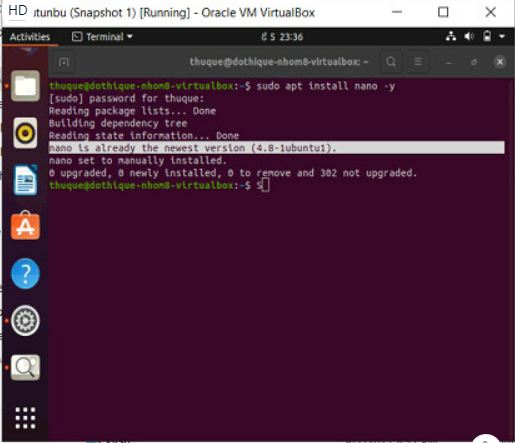 HD utunbu (Snapshot 1) [Running] - Oracle VM VirtualBox
Activities Terminal 5 23:36
thuque@dothique-nhom8-virtualbox: ~
thuque@dothique-nhom8-virtualbox:~$ sudo apt install nano -y
[sudo] password for thuque:
Reading package lists... Done
Building dependency tree
Reading state information... Done
nano is already the newest version (4.8-1ubuntu1).
nano set to manually installed.
0 upgraded, 0 newly installed, 0 to remove and 302 not upgraded.
thuque@dothique-nhom8-virtualbox:~$ S